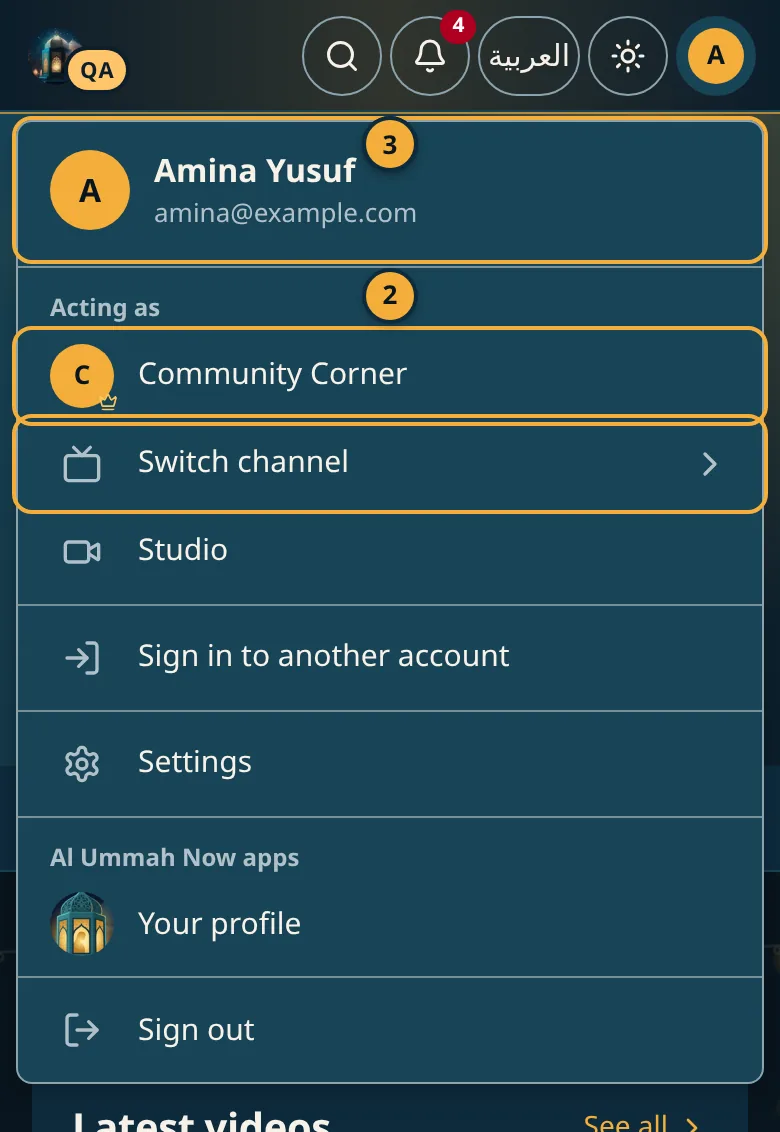 QA
4
العربية
A
3
A
Amina Yusuf
amina@example.com
2
Acting as
C
Community Corner
Switch channel
Studio
Sign in to another account
Settings
Al Ummah Now apps
Your profile
Sign out
Latest videos
See all